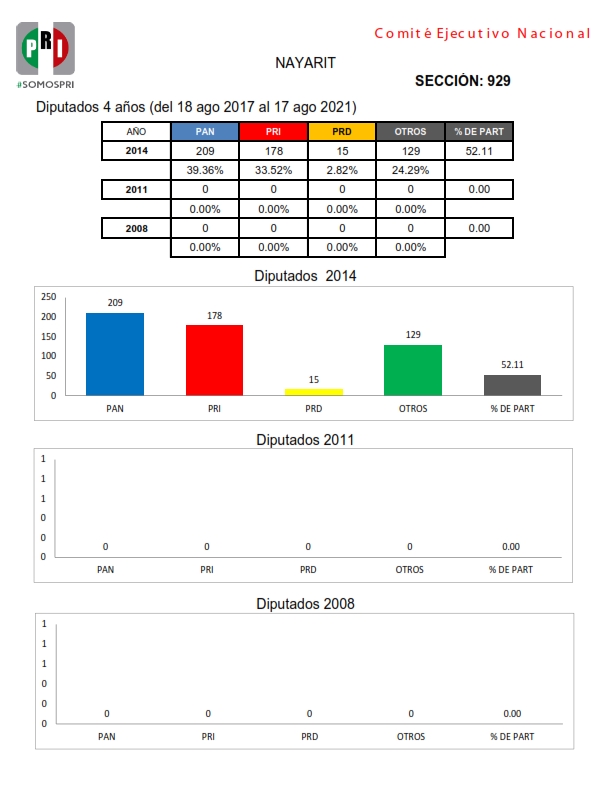 Comité Ejecutivo Nacional
PRI
#SOMOSPRI
NAYARIT
SECCIÓN: 929
Diputados 4 años (del 18 ago 2017 al 17 ago 2021)
AÑO PAN PRI PRD OTROS % DE PART
2014 209 178 15 129 52.11
39.36% 33.52% 2.82% 24.29%
2011 0 0 0 0 0.00
0.00% 0.00% 0.00% 0.00%
2008 0 0 0 0 0.00
0.00% 0.00% 0.00% 0.00%
Diputados 2014
250
200
150
100
50
0
209
178
15
129
52.11
PAN PRI PRD OTROS % DE PART
Diputados 2011
1
1
1
0
0
0
0 0 0 0 0.00
PAN PRI PRD OTROS % DE PART
Diputados 2008
1
1
1
0
0
0
0 0 0 0 0.00
PAN PRI PRD OTROS % DE PART